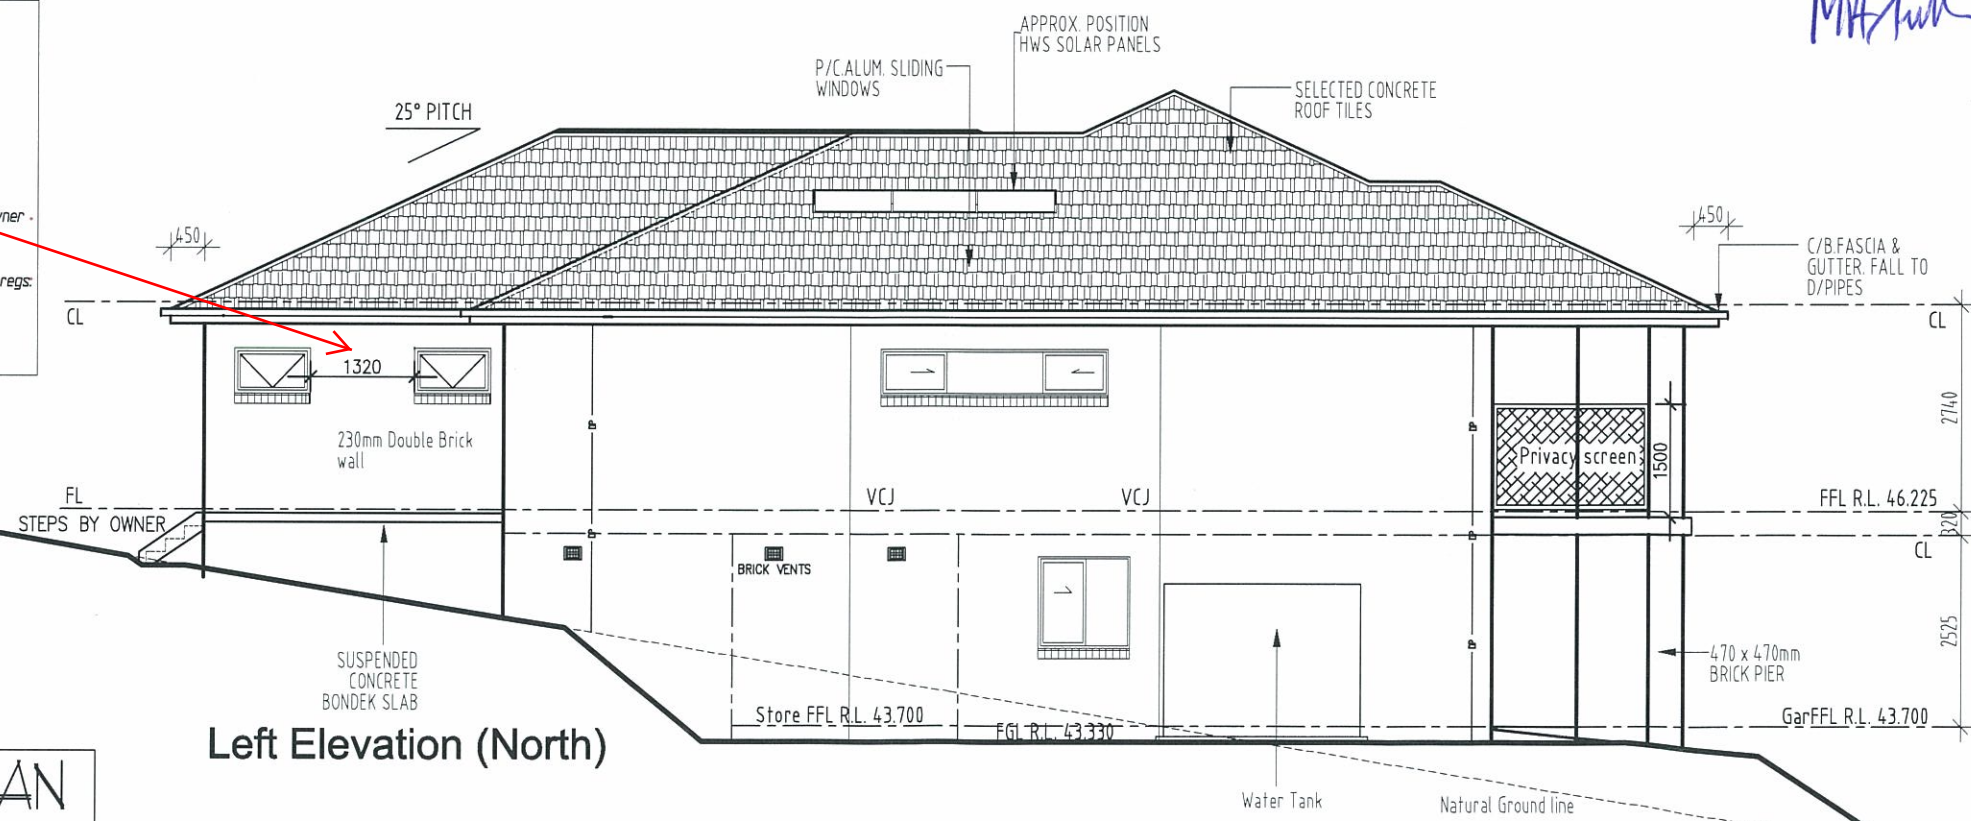 APPROX. POSITION
HWS SOLAR PANELS
P/C.ALUM. SLIDING
WINDOWS
SELECTED CONCRETE
ROOF TILES
25° PITCH
regs:
450
450
C/B.FASCIA &
GUTTER. FALL TO
D/PIPES
CL
CL
1320
2740
230mm Double Brick
wall
Privacy screen
1500
FL
VCJ
VCJ
FFL R.L. 46.225
STEPS BY OWNER
320
CL
BRICK VENTS
2525
SUSPENDED
CONCRETE
BONDEK SLAB
470 x 470mm
BRICK PIER
Store FFL R.L. 43.700
FGL R.L. 43.330
GarFFL R.L. 43.700
Left Elevation (North)
Water Tank
Natural Ground line
AN